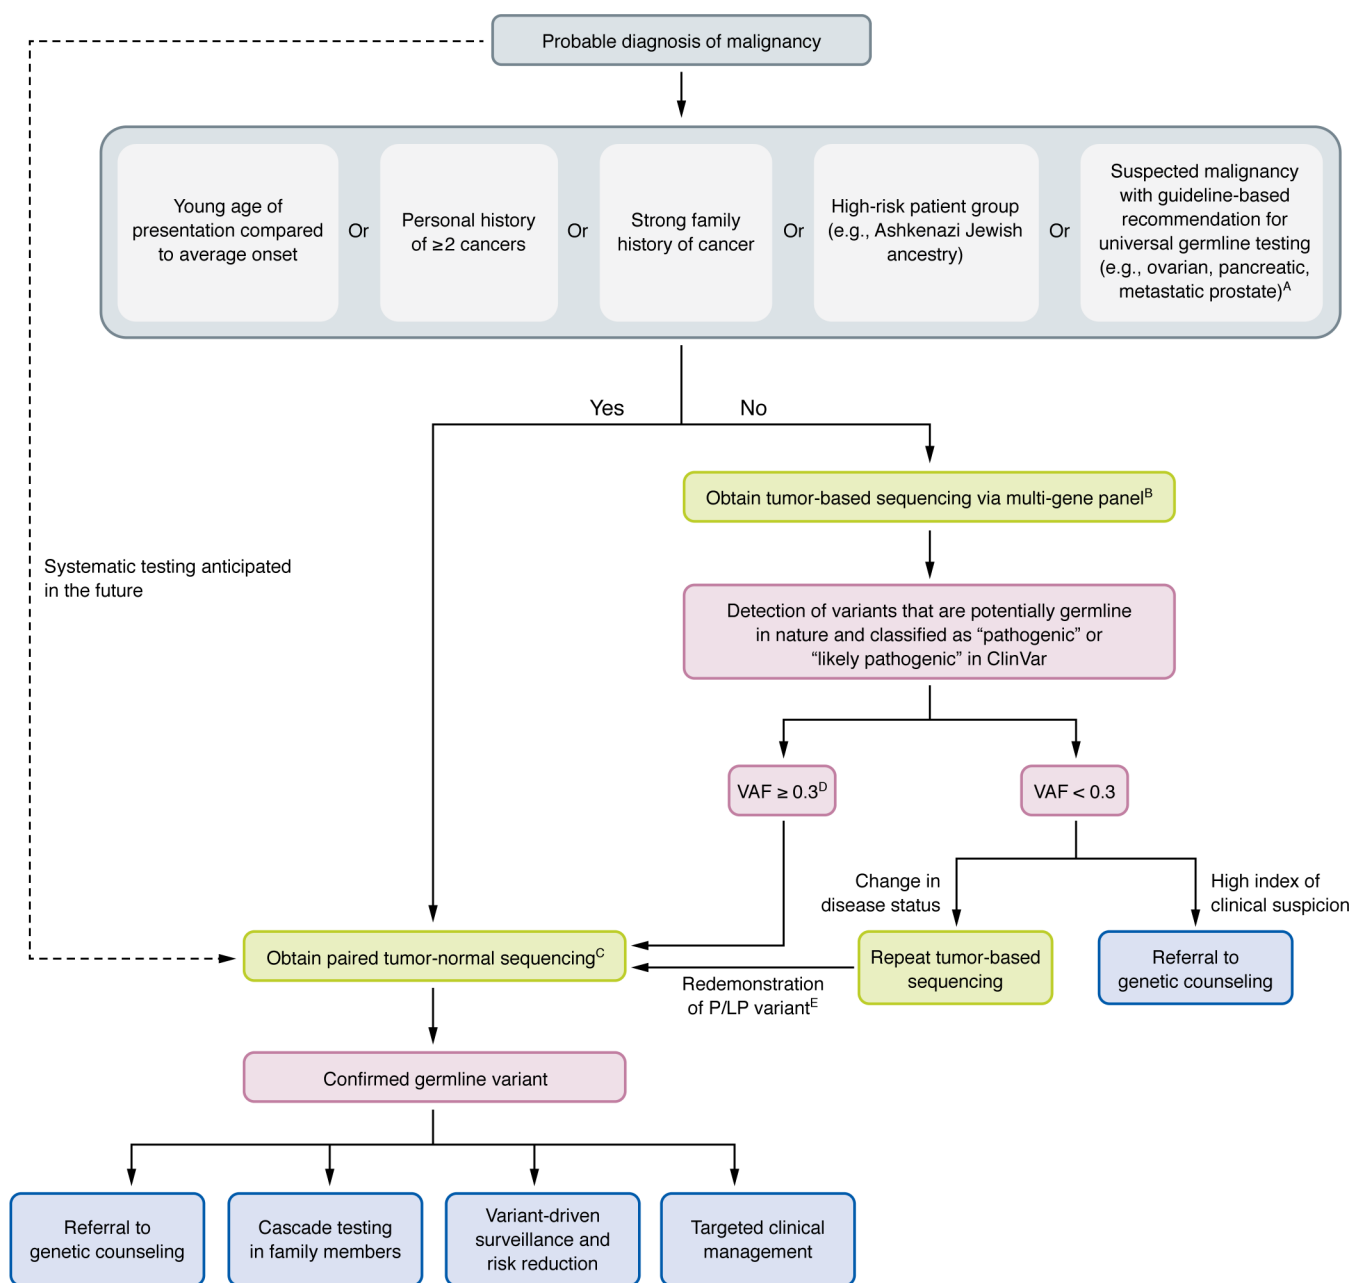 Probable diagnosis of malignancy
Young age of
presentation compared
to average onset
Or
Personal history
of ≥2 cancers
Or
Strong family
history of cancer
Or
High-risk patient group
(e.g., Ashkenazi Jewish
ancestry)
Or
Suspected malignancy
with guideline-based
recommendation for
universal germline testing
(e.g., ovarian, pancreatic,
metastatic prostate)A
Yes
No
Obtain tumor-based sequencing via multi-gene panelB
Systematic testing anticipated
in the future
Detection of variants that are potentially germline
in nature and classified as “pathogenic” or
“likely pathogenic” in ClinVar
VAF ≥ 0.3D
VAF < 0.3
Change in
disease status
High index of
clinical suspicion
Obtain paired tumor-normal sequencingC
Redemonstration
of P/LP variantE
Repeat tumor-based
sequencing
Referral to
genetic counseling
Confirmed germline variant
Referral to
genetic counseling
Cascade testing
in family members
Variant-driven
surveillance and
risk reduction
Targeted clinical
management